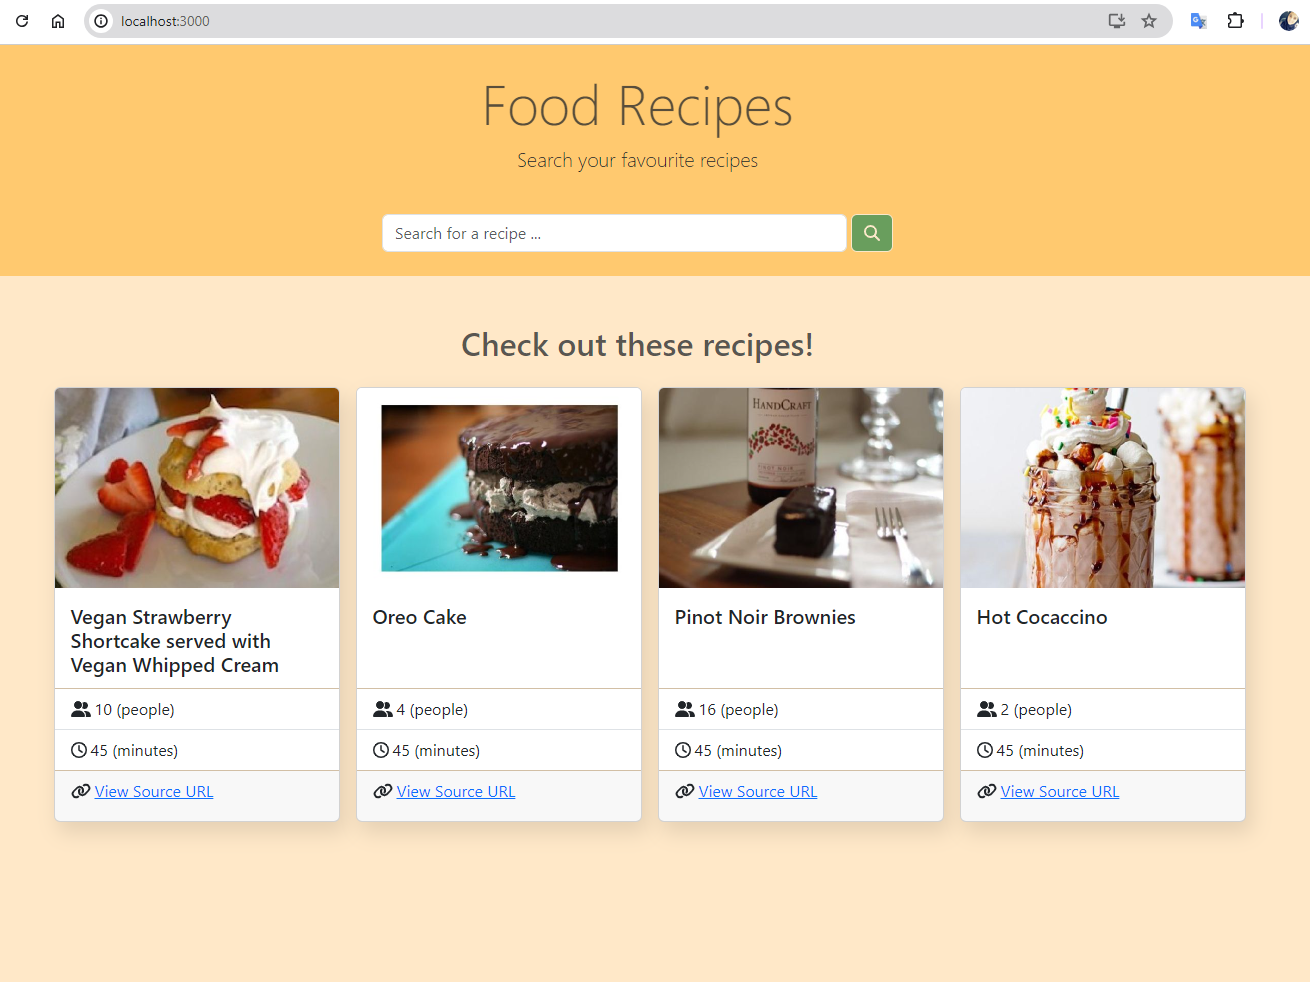 localhost:3000
Food Recipes
Search your favourite recipes
Search for a recipe ...
Check out these recipes!
HANDCRAFT
PINOT NOIR
Vegan Strawberry
Shortcake served with
Vegan Whipped Cream
Oreo Cake
Pinot Noir Brownies
Hot Cocaccino
10 (people)
4 (people)
16 (people)
2 (people)
45 (minutes)
45 (minutes)
45 (minutes)
45 (minutes)
View Source URL
View Source URL
View Source URL
View Source URL